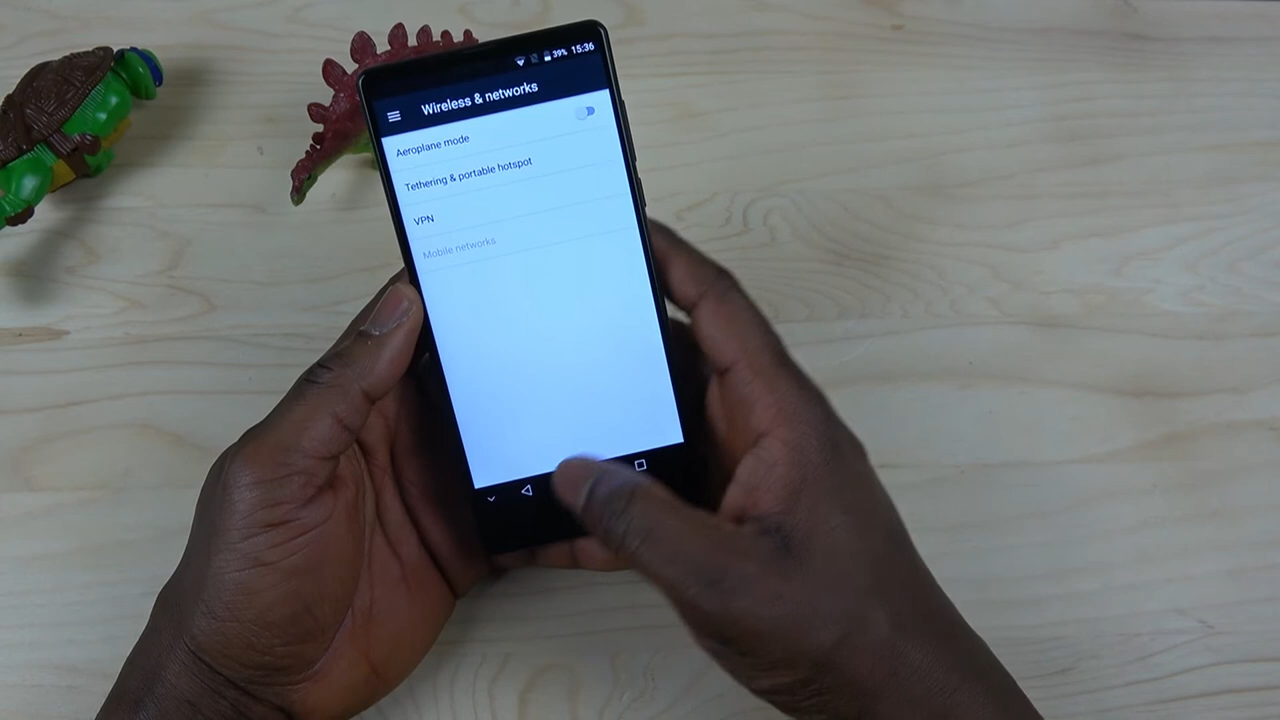 39% 15:36
Wireless & networks
Aeroplane mode
Tethering & portable hotspot
VPN
Mobile networks